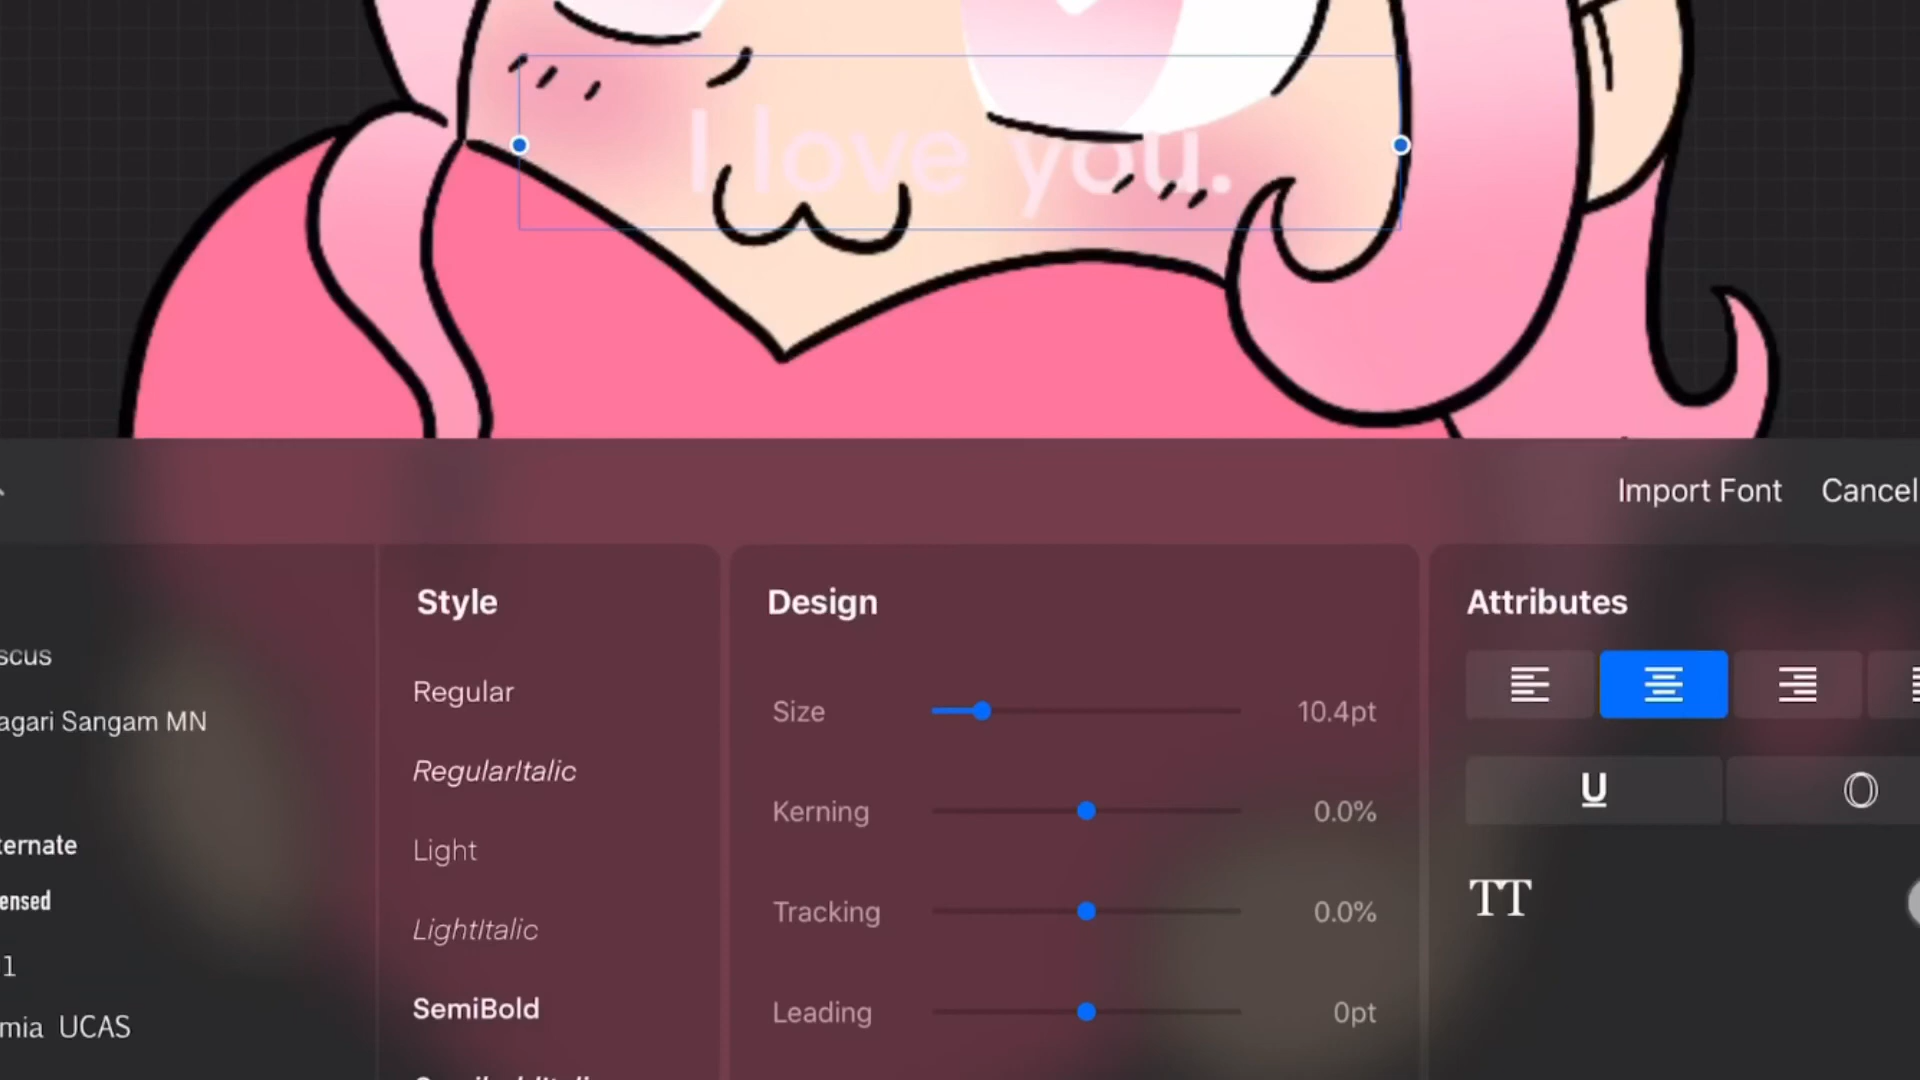 I love you.
Import Font Cancel
Style
Design
Attributes
scus
Regular
agari Sangam MN
Size 10.4pt
RegularItalic
U
O
Kerning 0.0%
ternate
Light
ensed
TT
Tracking 0.0%
LightItalic
1
SemiBold
Leading 0pt
mia UCAS